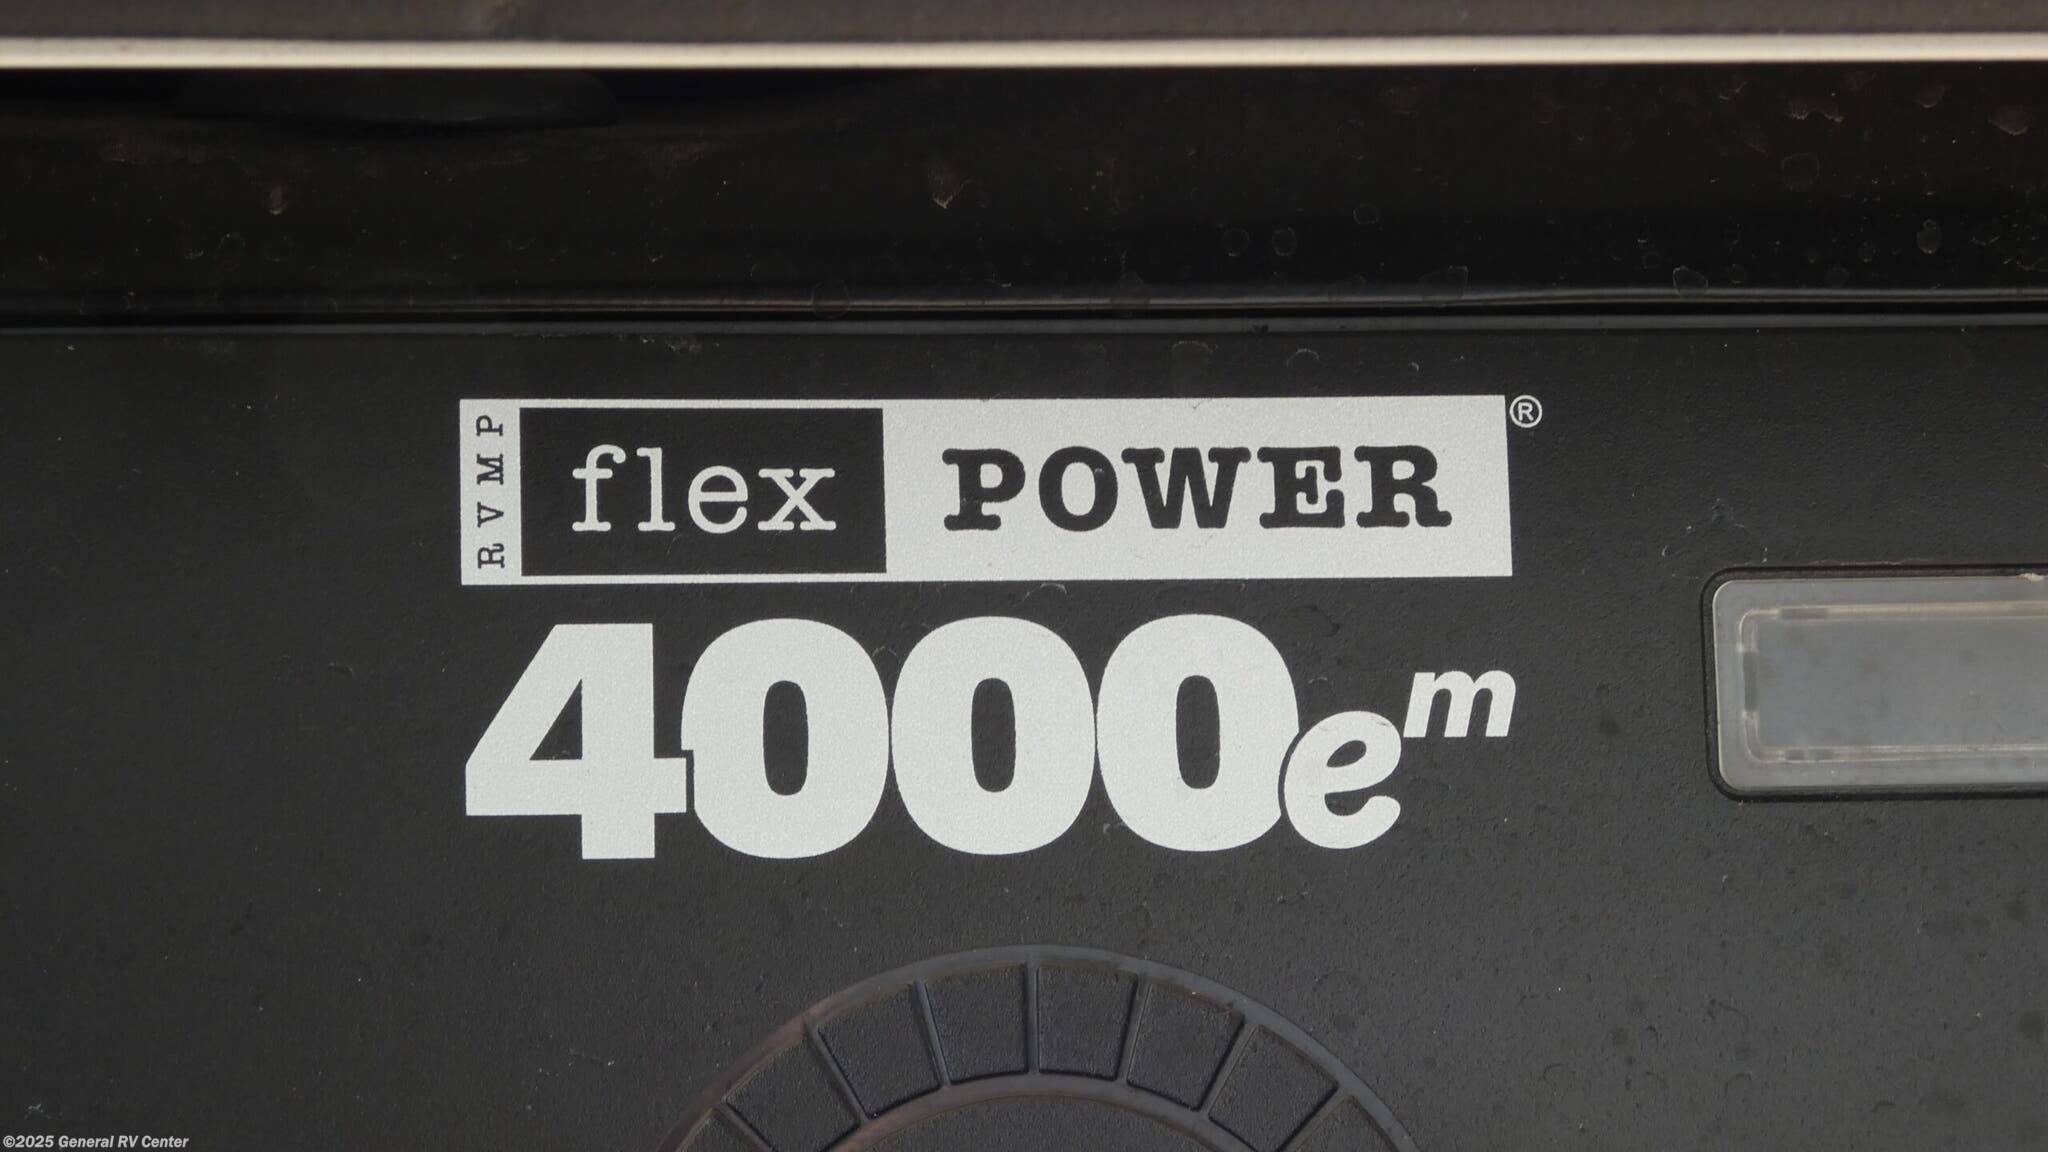 RVMP flex POWER®
4000em
©2025 General RV Center